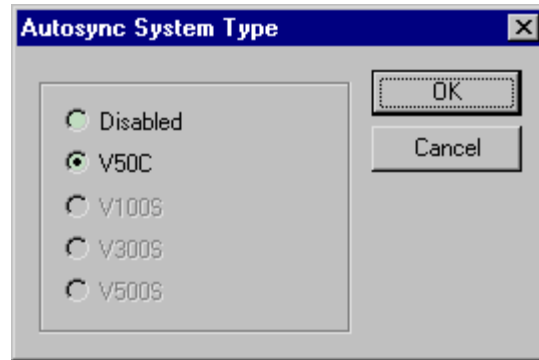 Autosync System Type
Disabled
V50C
V100S
V300S
V500S
OK
Cancel